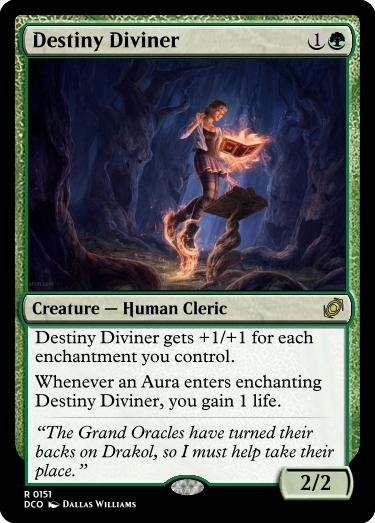 Destiny Diviner 1
Creature — Human Cleric
Destiny Diviner gets +1/+1 for each
enchantment you control.
Whenever an Aura enters enchanting
Destiny Diviner, you gain 1 life.
“The Grand Oracles have turned their
backs on Drakol, so I must help take their
place.”
2/2
R 0151
DCO DALLAS WILLIAMS